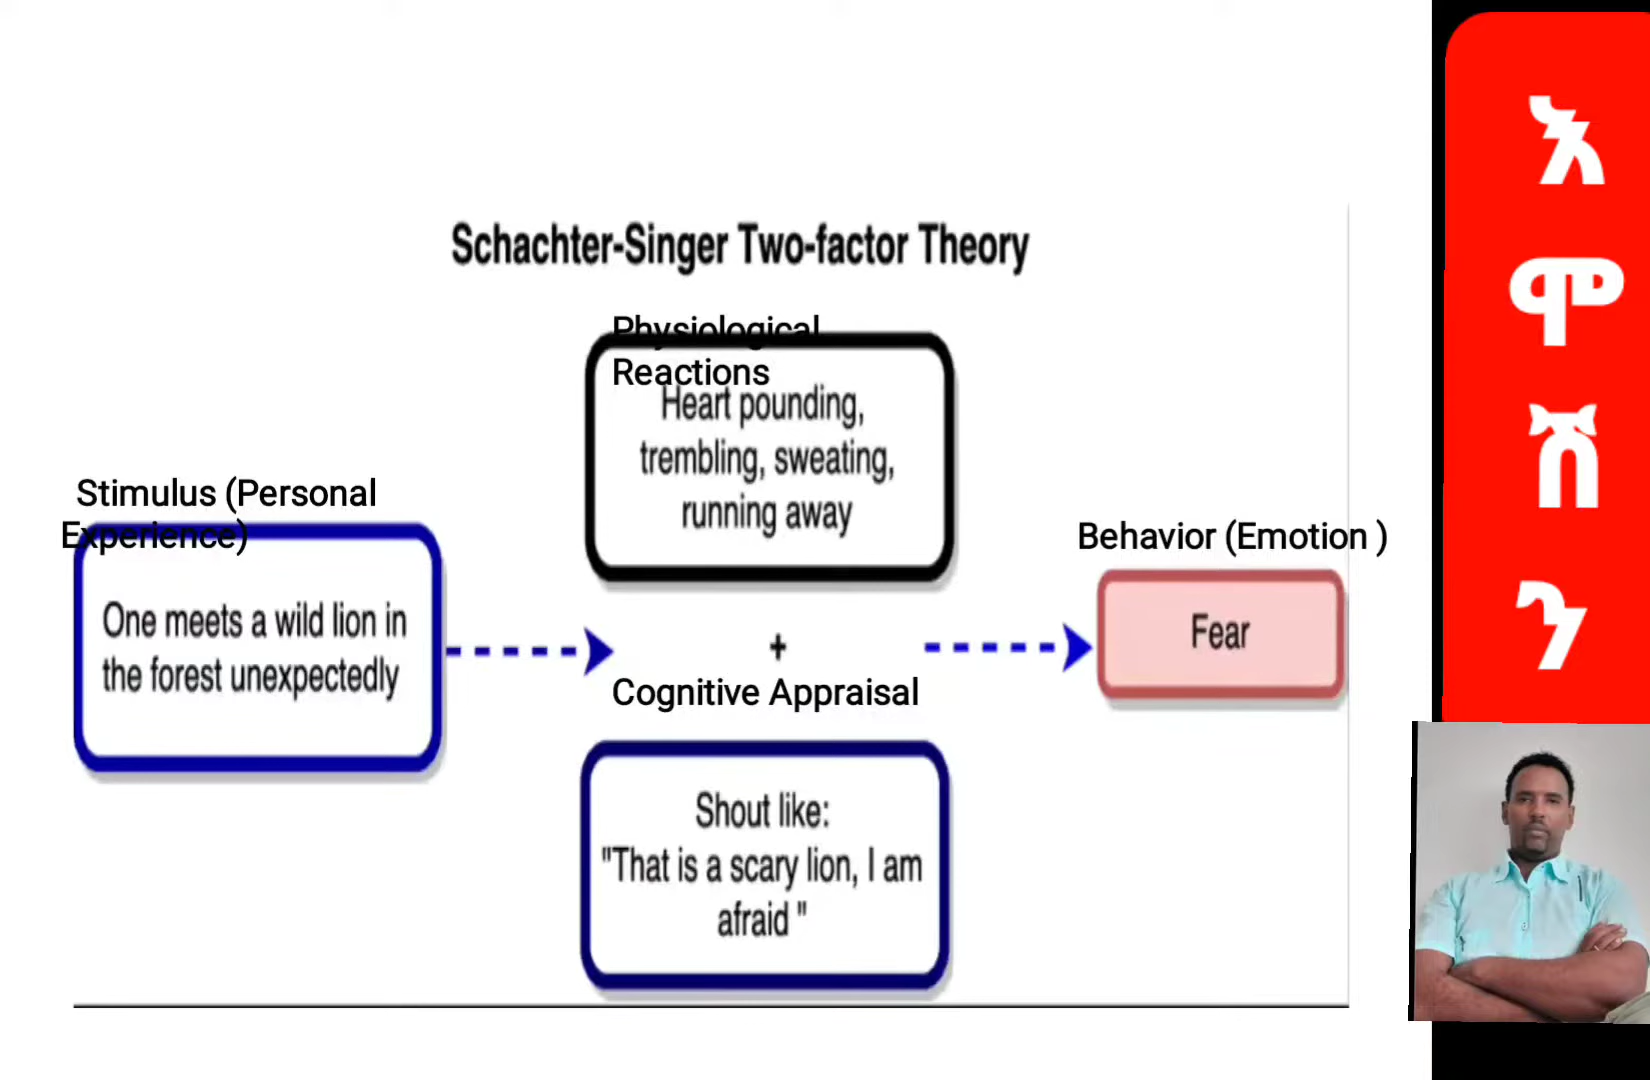 Schachter-Singer Two-factor Theory
Physiological
Reactions
Heart pounding,
trembling, sweating,
running away
Stimulus (Personal
Experience)
One meets a wild lion in
the forest unexpectedly
+
Cognitive Appraisal
Shout like:
"That is a scary lion, I am
afraid "
Behavior (Emotion )
Fear
እ
ሞ
ሽ
ን